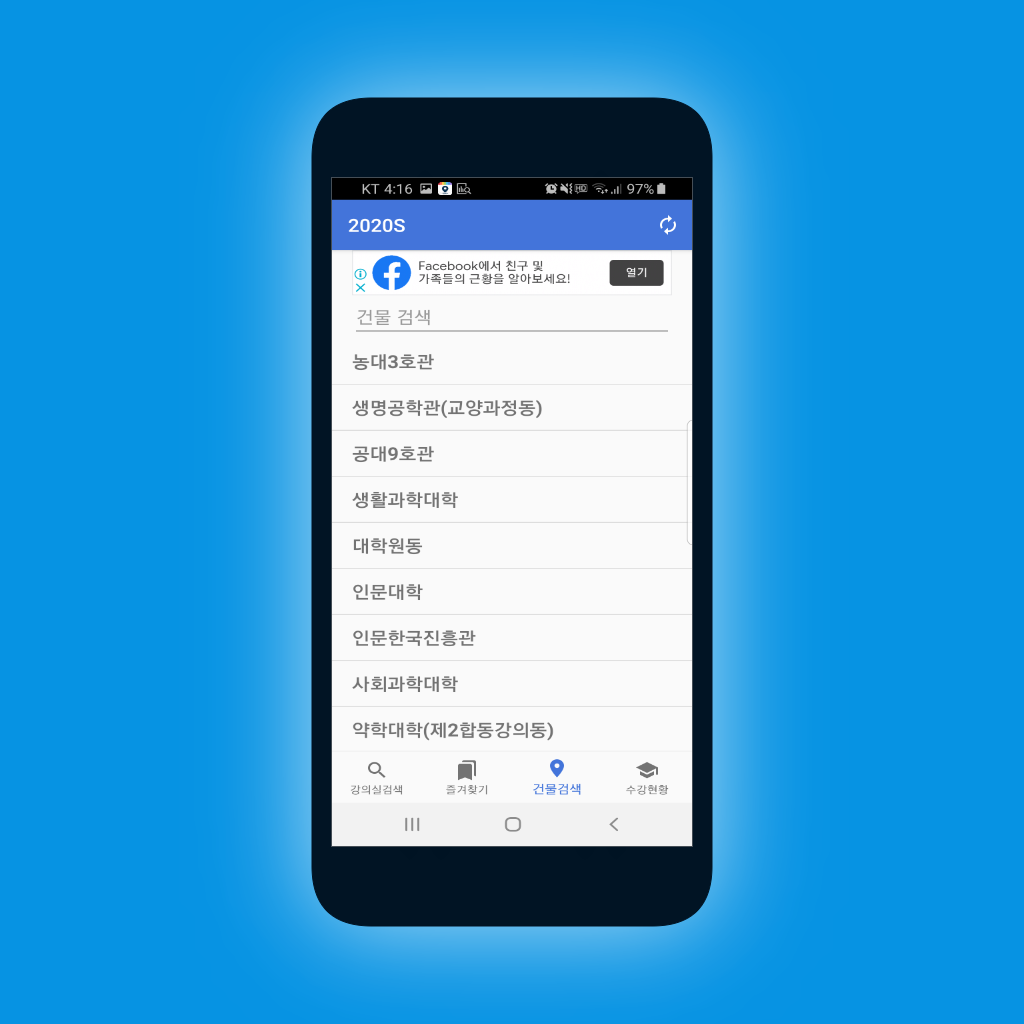 KT 4:16 HD 97%
2020S
Facebook에서 친구 및
가족들의 근황을 알아보세요!
열기
건물 검색
농대3호관
생명공학관(교양과정동)
공대9호관
생활과학대학
대학원동
인문대학
인문한국진흥관
사회과학대학
약학대학(제2합동강의동)
강의실검색 즐겨찾기 건물검색 수강현황